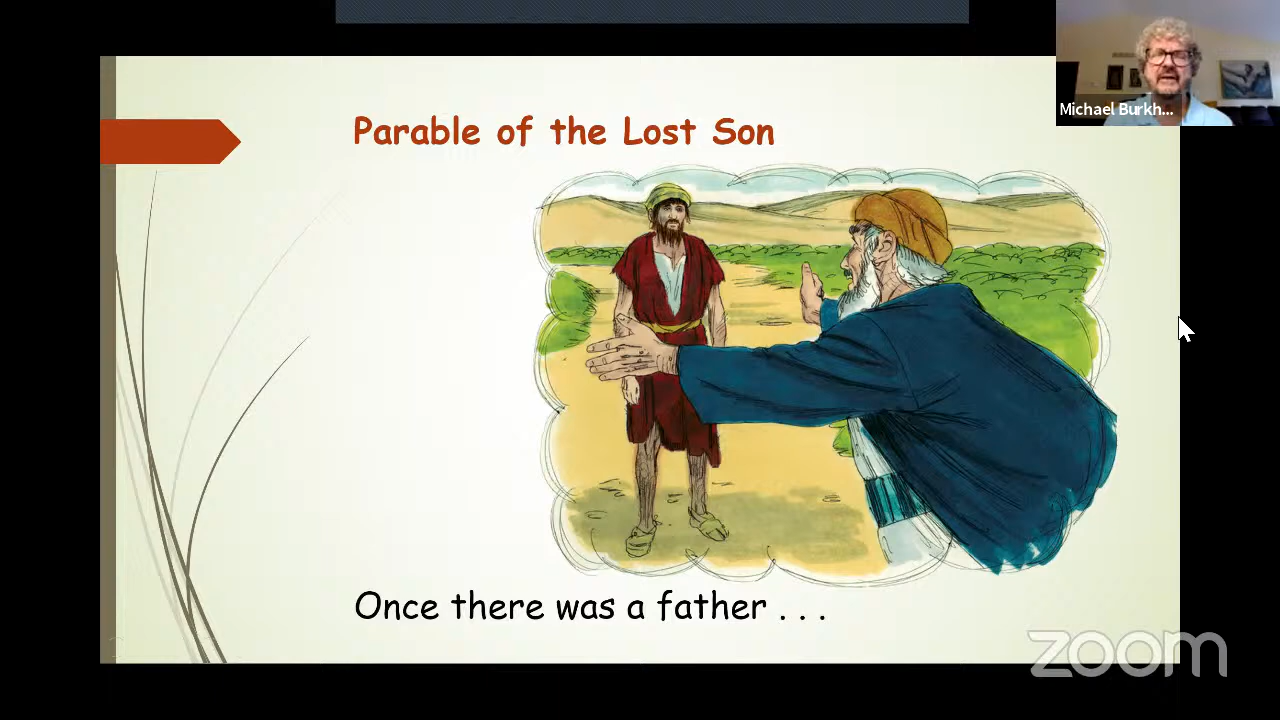 Michael Burkh...
Parable of the Lost Son
Once there was a father . . .
zoom